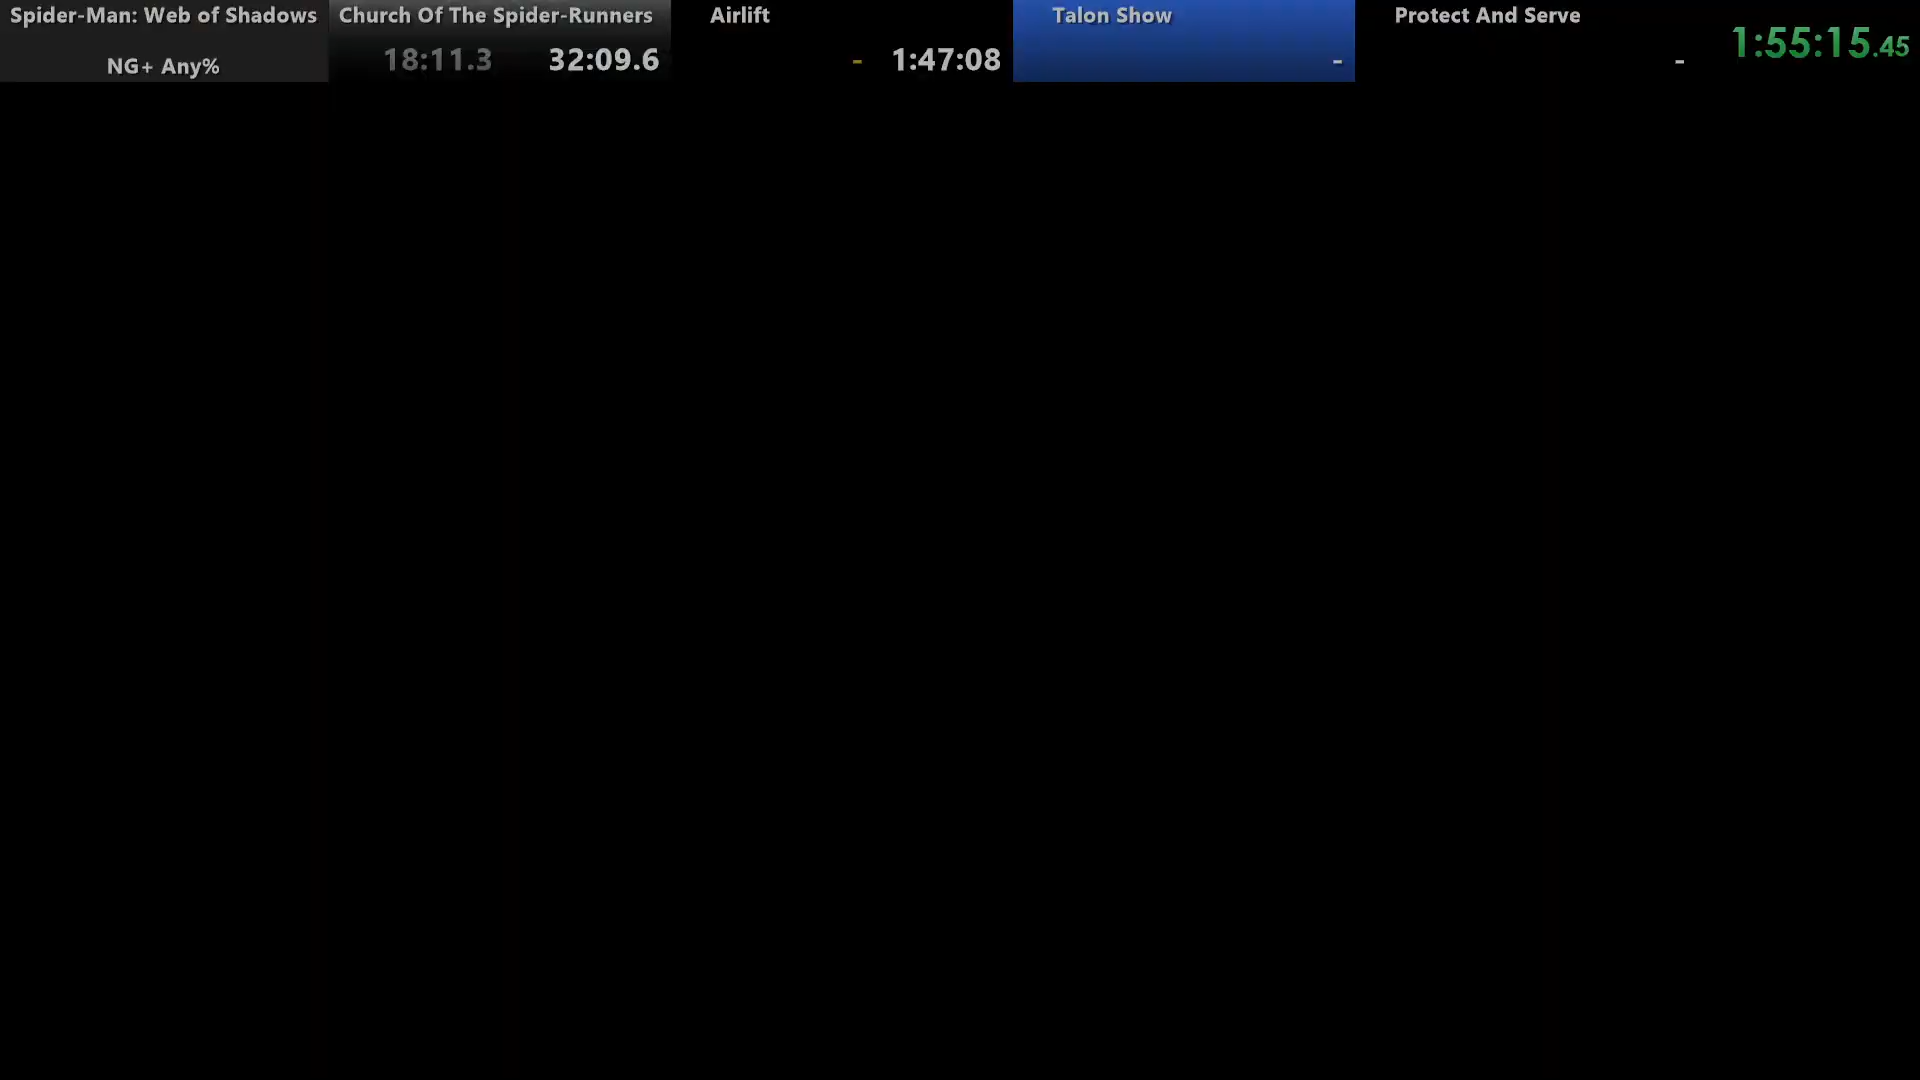 Spider-Man: Web of Shadows
NG+ Any%
Church Of The Spider-Runners
18:11.3 32:09.6
Airlift
- 1:47:08
Talon Show
-
Protect And Serve
-
1:55:15.45